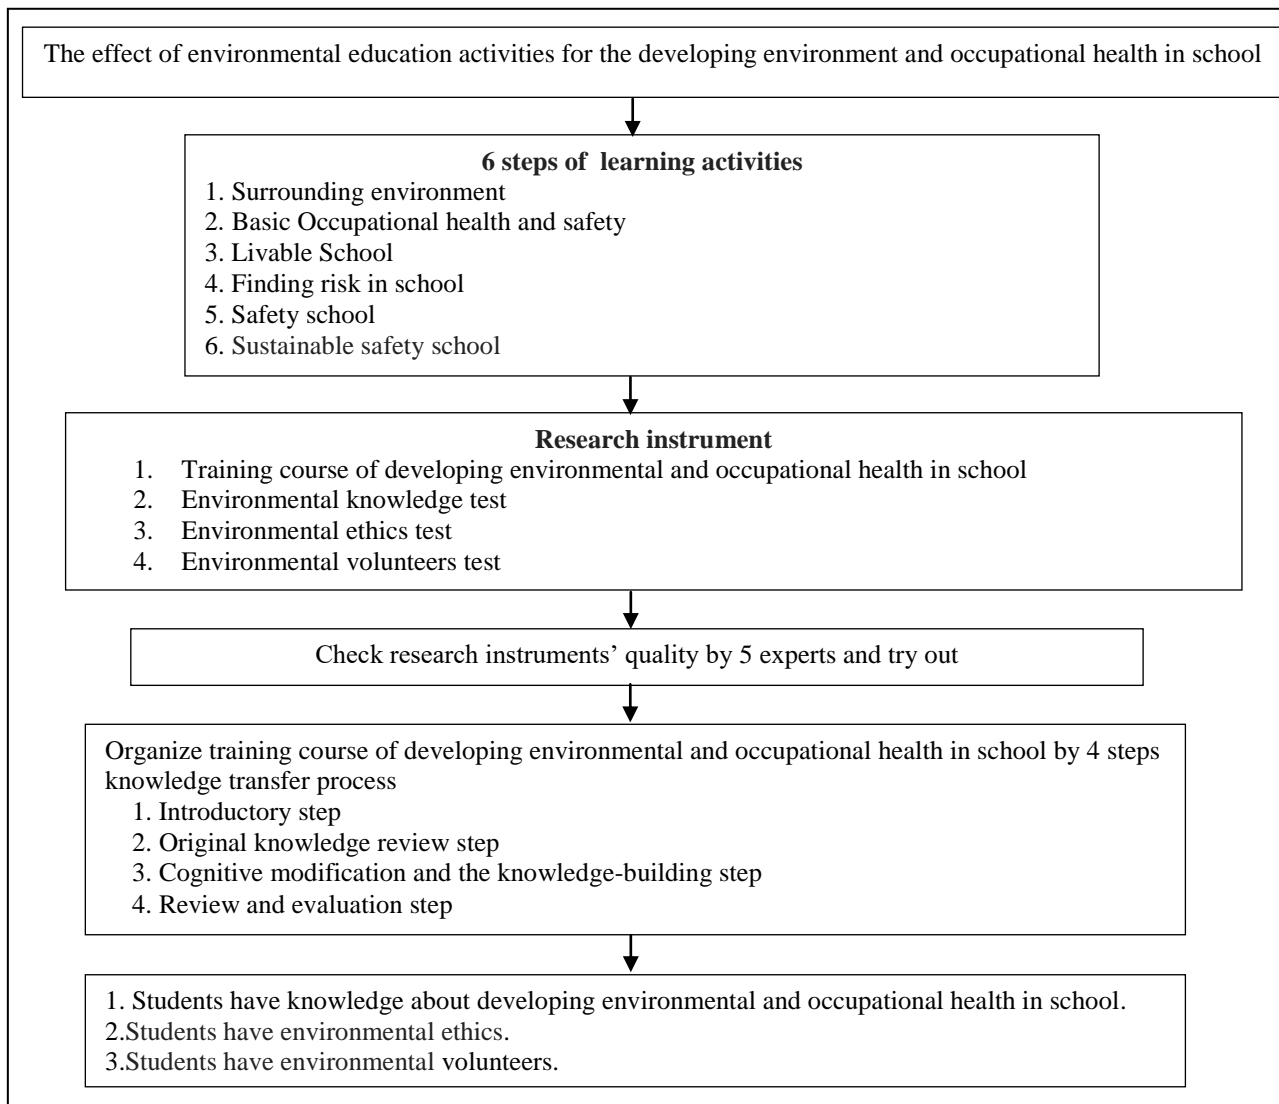 The effect of environmental education activities for the developing environment and occupational health in school
6 steps of learning activities
1. Surrounding environment
2. Basic Occupational health and safety
3. Livable School
4. Finding risk in school
5. Safety school
6. Sustainable safety school
Research instrument
1. Training course of developing environmental and occupational health in school
2. Environmental knowledge test
3. Environmental ethics test
4. Environmental volunteers test
Check research instruments’ quality by 5 experts and try out
Organize training course of developing environmental and occupational health in school by 4 steps
knowledge transfer process
1. Introductory step
2. Original knowledge review step
3. Cognitive modification and the knowledge-building step
4. Review and evaluation step
1. Students have knowledge about developing environmental and occupational health in school.
2.Students have environmental ethics.
3.Students have environmental volunteers.